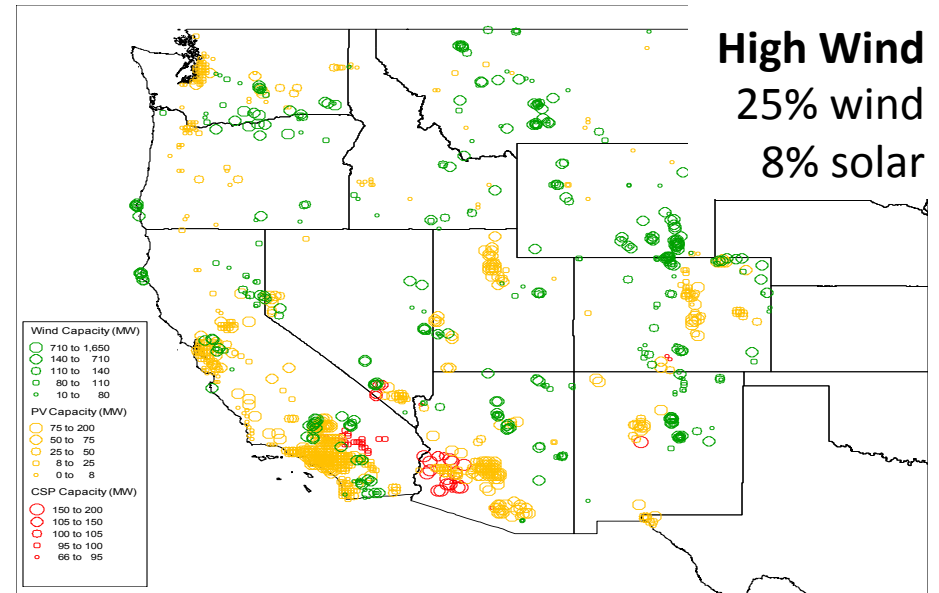 High Wind
25% wind
8% solar
Wind Capacity (MW)
710 to 1,650
140 to 710
110 to 140
80 to 110
10 to 80
PV Capacity (MW)
75 to 200
50 to 75
25 to 50
8 to 25
0 to 8
CSP Capacity (MW)
150 to 200
105 to 150
100 to 105
95 to 100
66 to 95